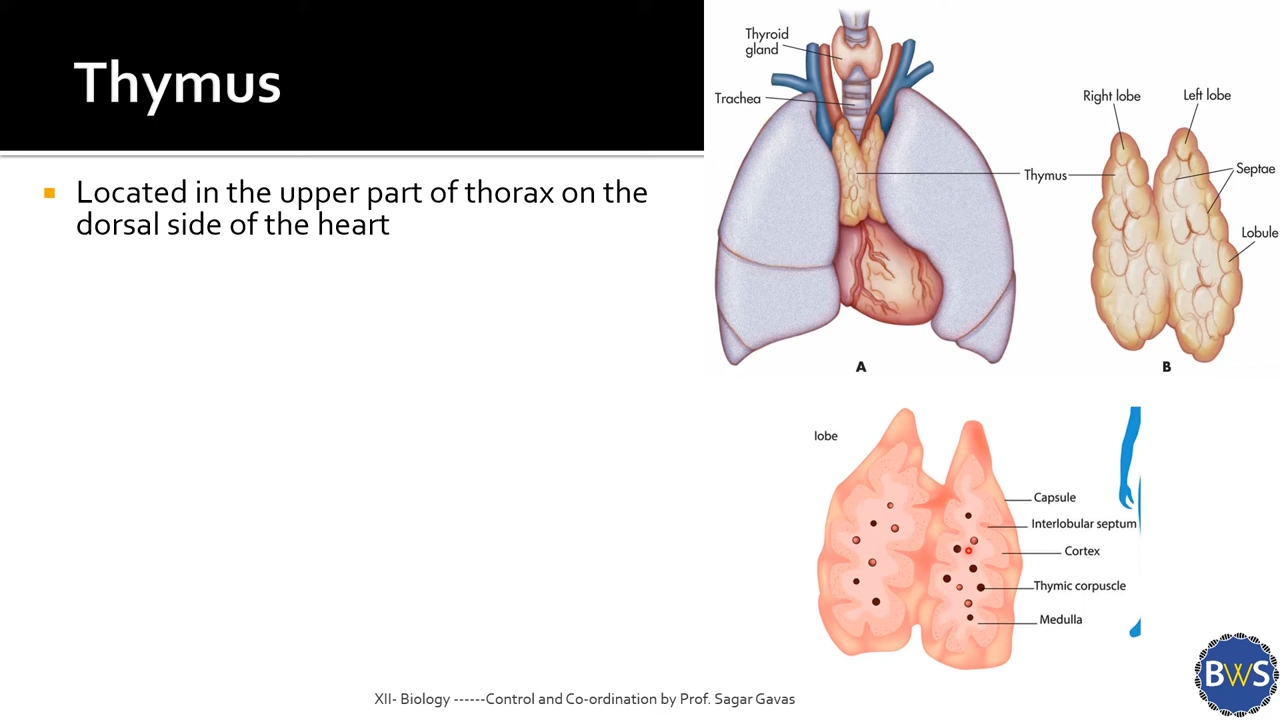 Thymus
Located in the upper part of thorax on the
dorsal side of the heart
Thyroid
gland
Trachea
Thymus
A
Right lobe
Left lobe
Septae
Lobule
B
lobe
Capsule
Interlobular septum
Cortex
Thymic corpuscle
Medulla
XII- Biology ------Control and Co-ordination by Prof. Sagar Gavas
BWS